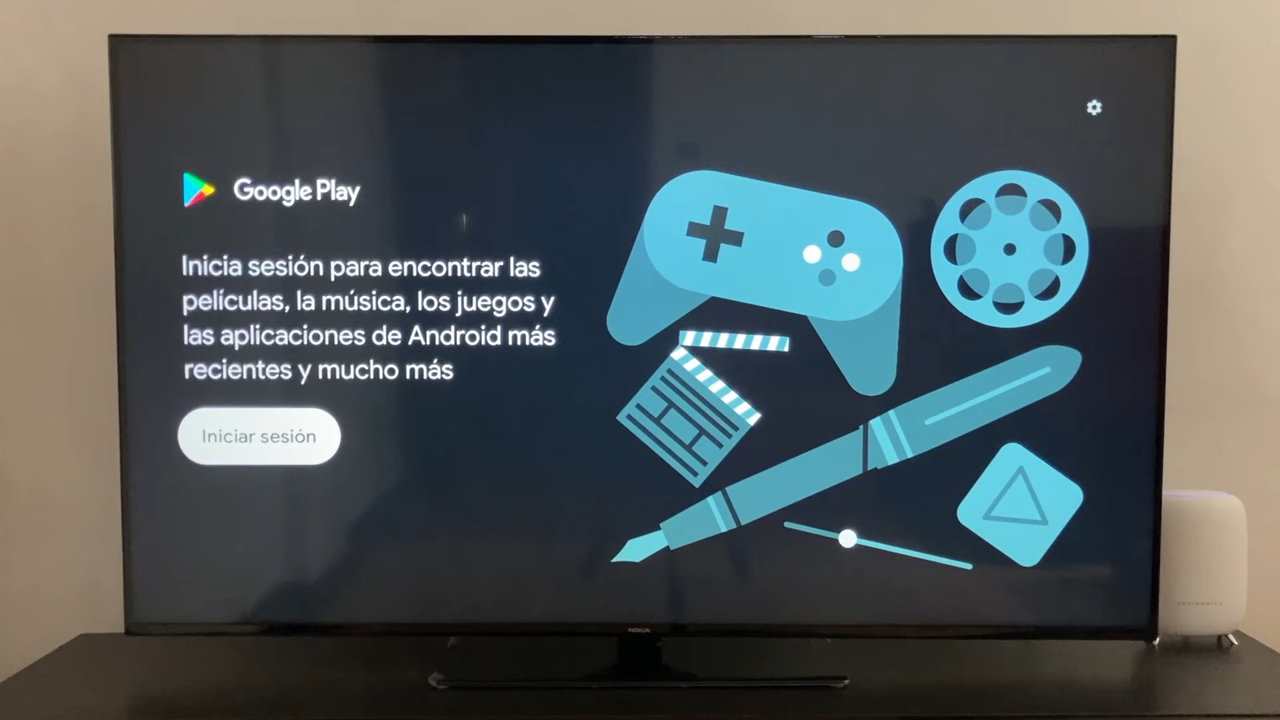 Google Play
Inicia sesión para encontrar las
películas, la música, los juegos y
las aplicaciones de Android más
recientes y mucho más
Iniciar sesión
NOKIA